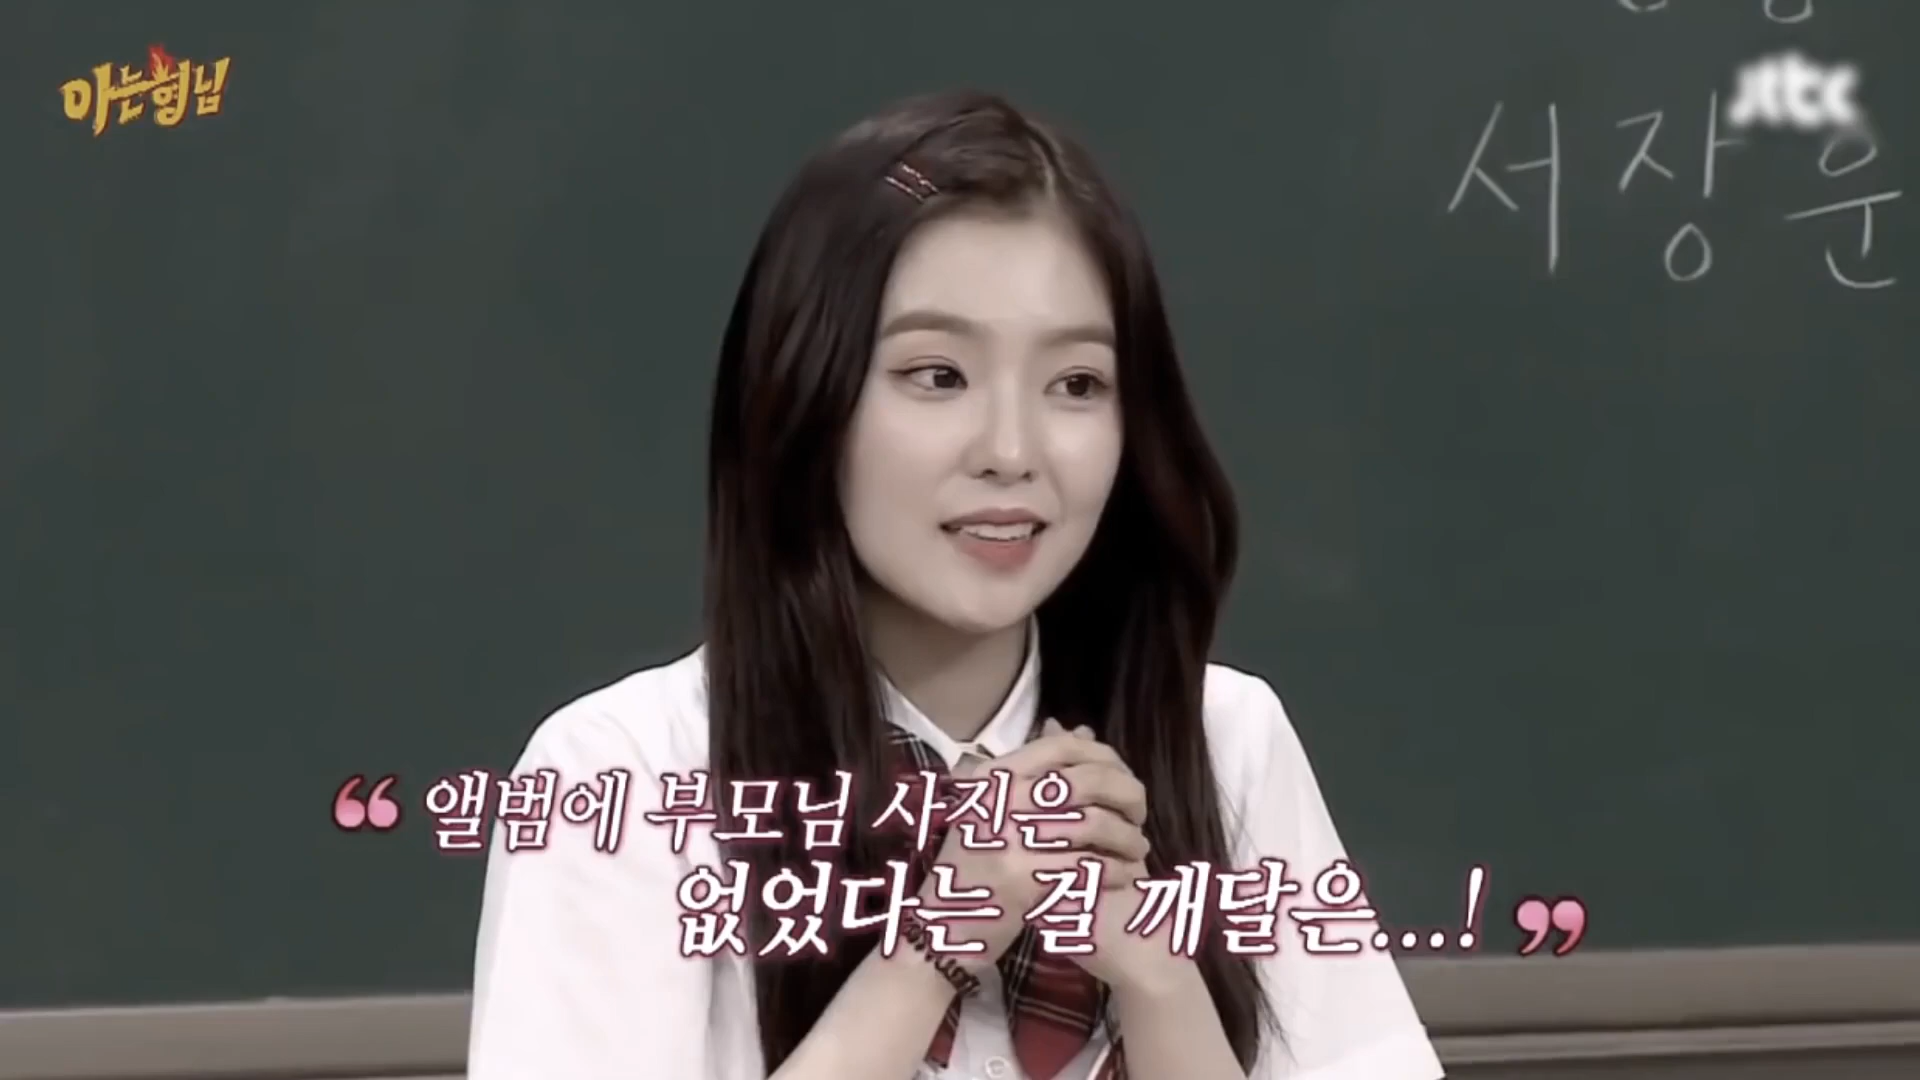 아는형님
jtbc
서장운
“앨범에 부모님 사진은
없었다는 걸 깨달은...!”